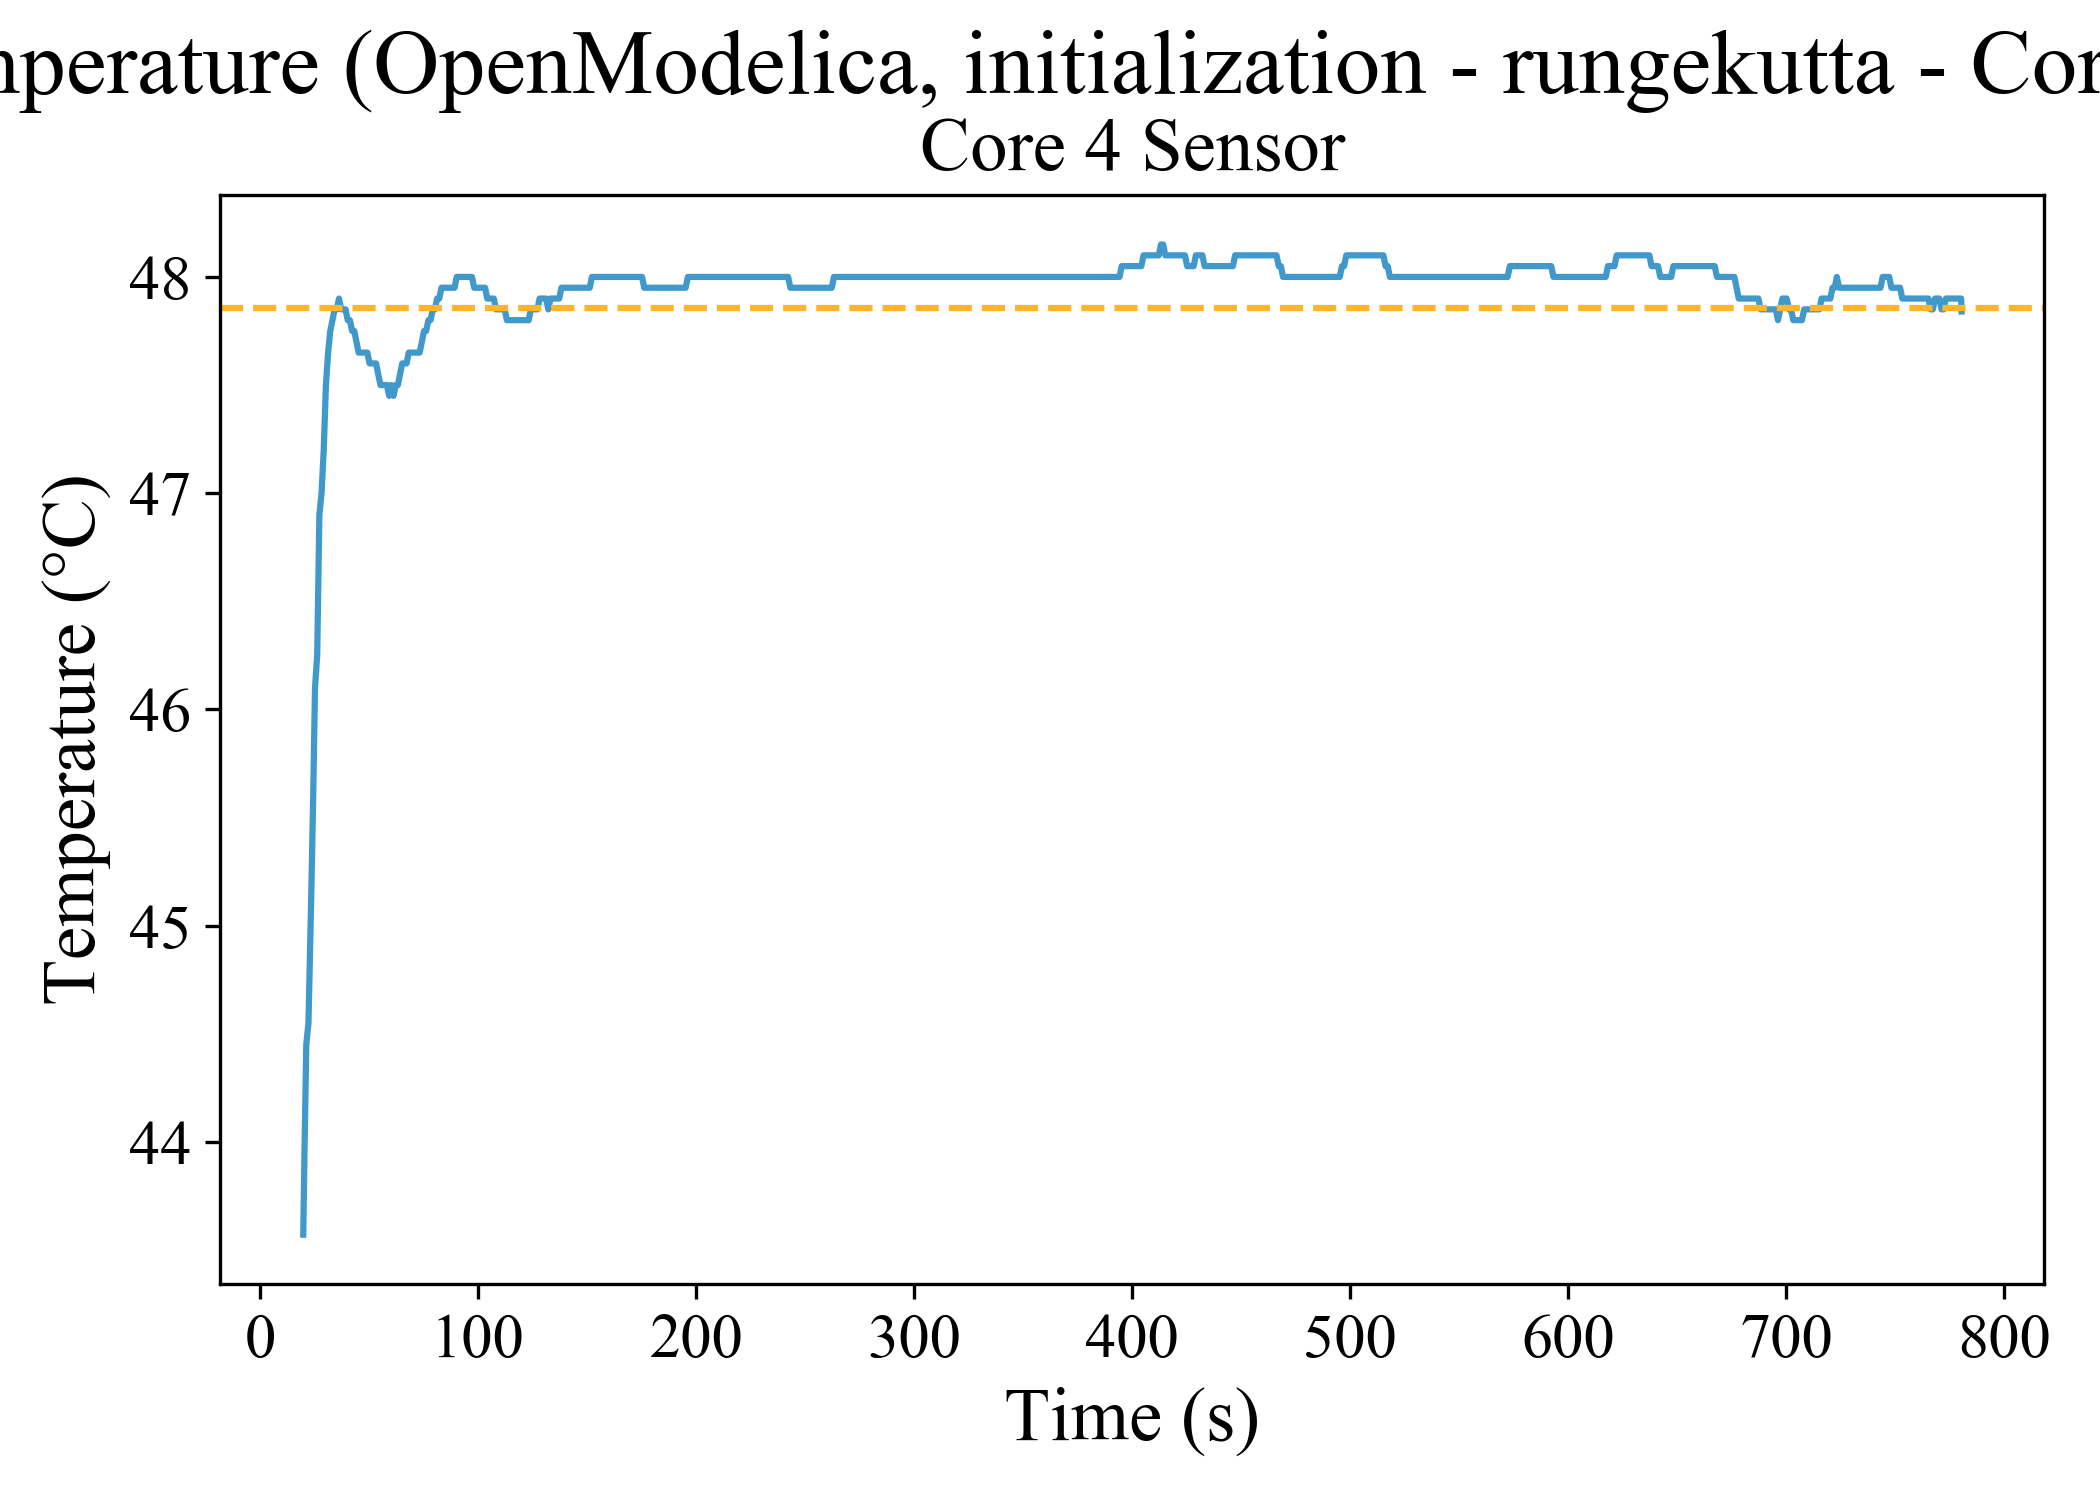 perature (OpenModelica, initialization - rungekutta - Cor
Core 4 Sensor
48
47
46
45
44
Temperature (°C)
0 100 200 300 400 500 600 700 800
Time (s)